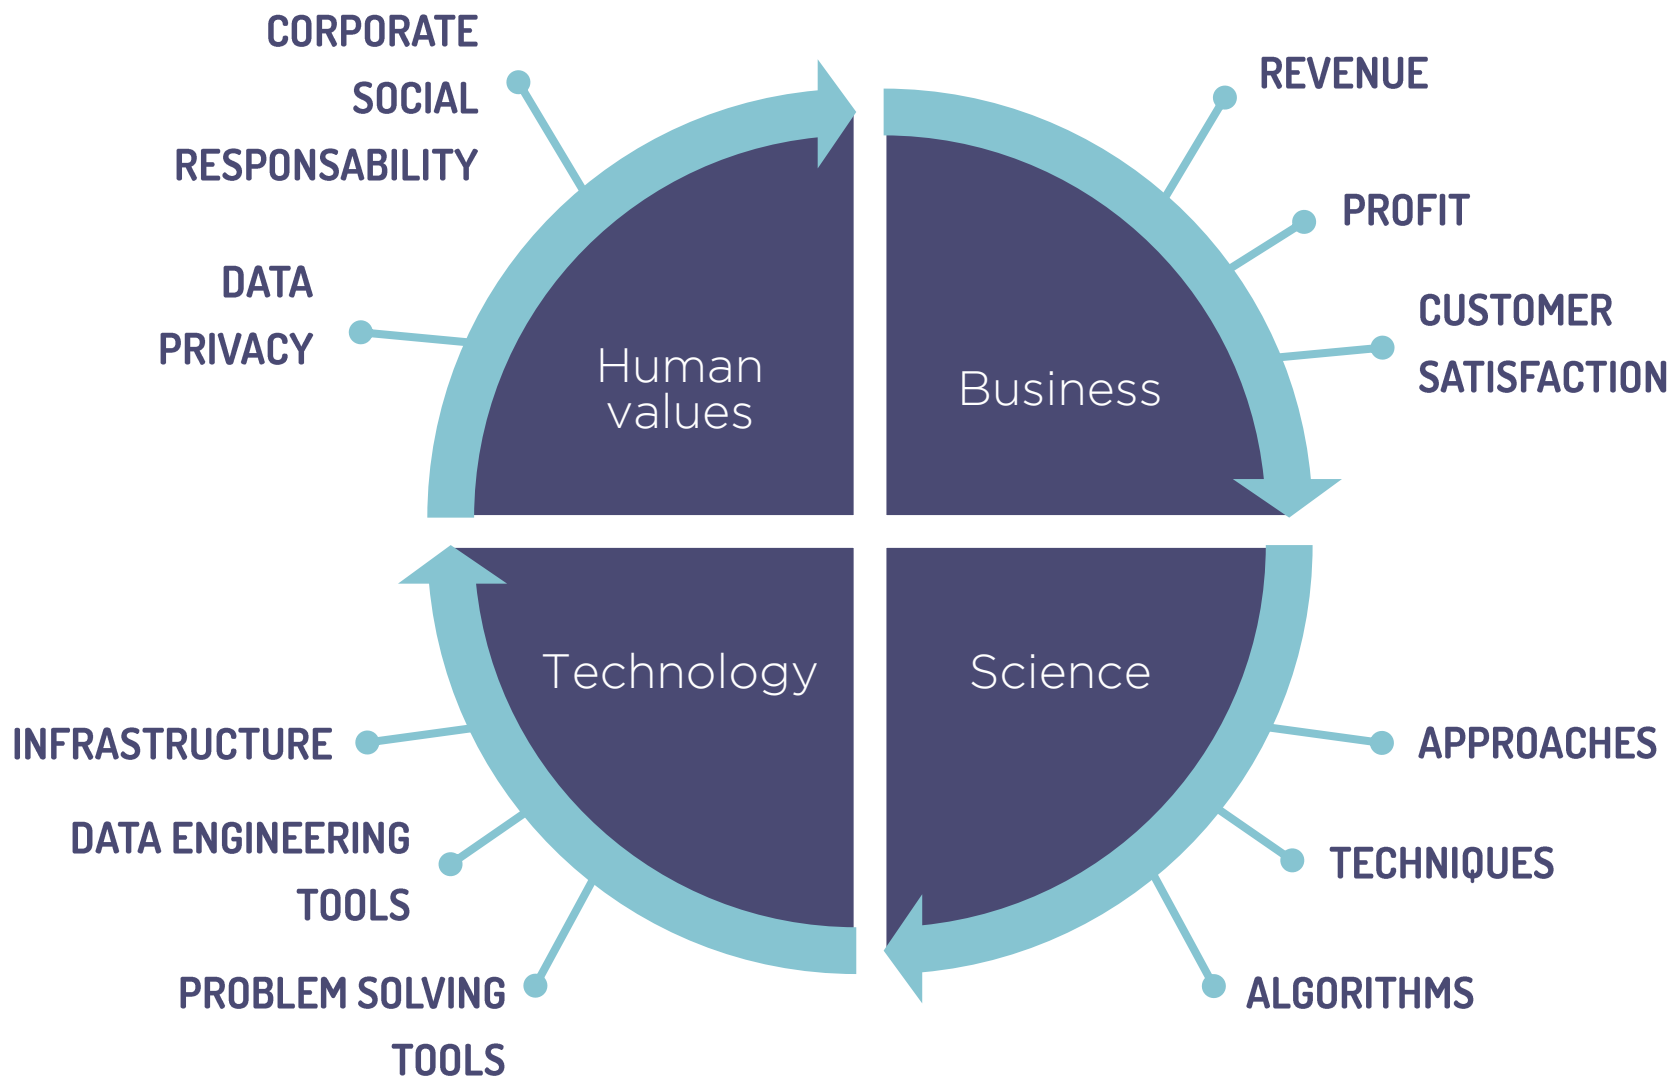 CORPORATE
SOCIAL
RESPONSABILITY
DATA
PRIVACY
Human
values
REVENUE
PROFIT
CUSTOMER
SATISFACTION
Business
Technology
INFRASTRUCTURE
DATA ENGINEERING
TOOLS
PROBLEM SOLVING
TOOLS
Science
APPROACHES
TECHNIQUES
ALGORITHMS